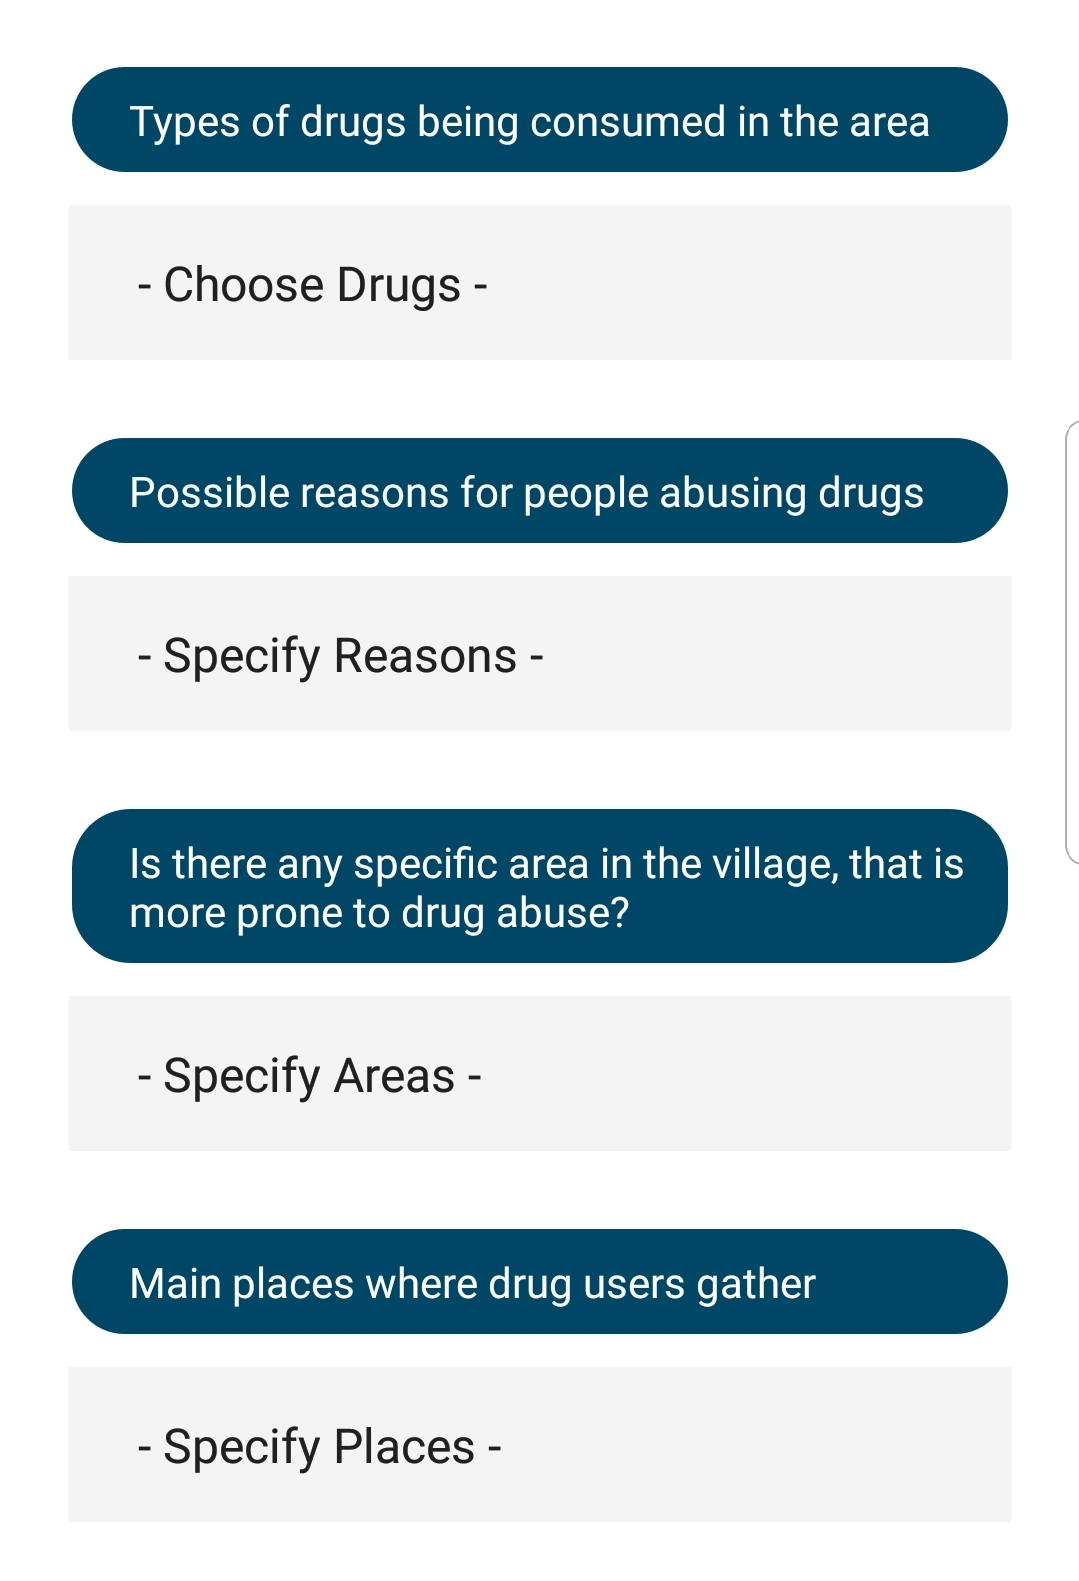 Types of drugs being consumed in the area
- Choose Drugs -
Possible reasons for people abusing drugs
- Specify Reasons -
Is there any specific area in the village, that is
more prone to drug abuse?
- Specify Areas -
Main places where drug users gather
- Specify Places -